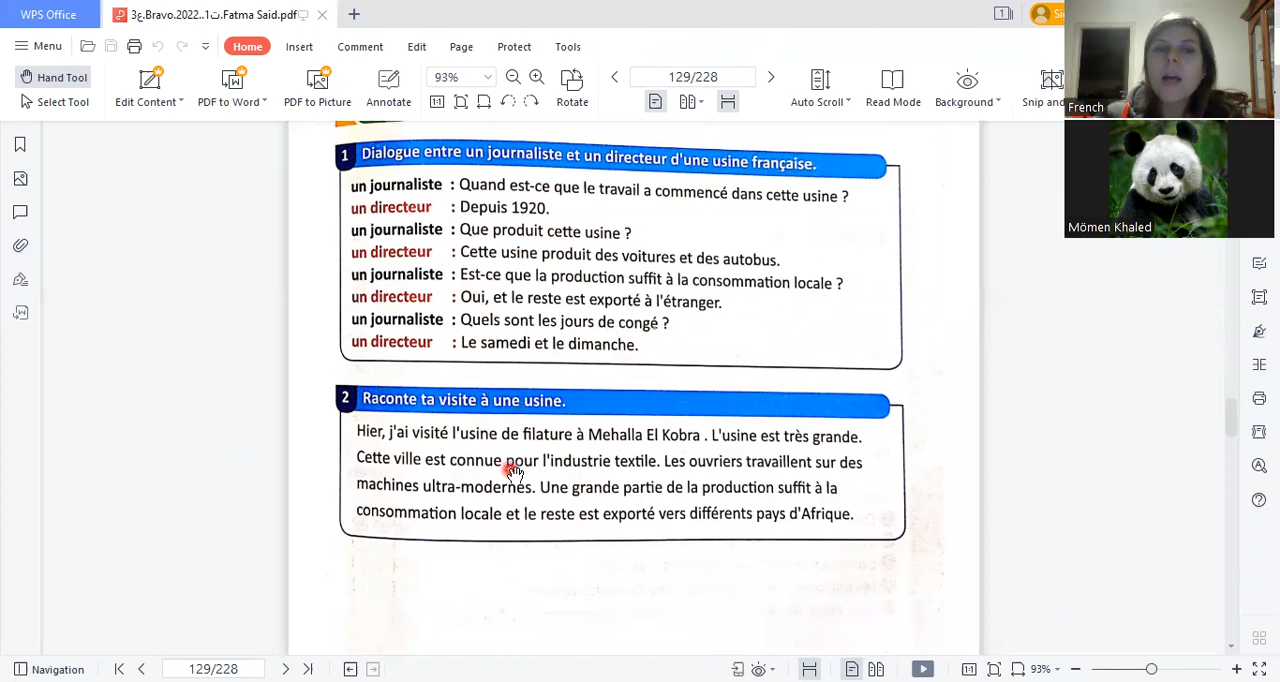 WPS Office
3ع.Bravo.2022..1ت.Fatma Said.pdf
Menu
Home
Insert
Comment
Edit
Page
Protect
Tools
Hand Tool
Select Tool
Edit Content
PDF to Word
PDF to Picture
Annotate
93%
Rotate
129/228
Auto Scroll
Read Mode
Background
Snip and
French
Mömen Khaled
1 Dialogue entre un journaliste et un directeur d'une usine française.
un journaliste : Quand est-ce que le travail a commencé dans cette usine ?
un directeur : Depuis 1920.
un journaliste : Que produit cette usine ?
un directeur : Cette usine produit des voitures et des autobus.
un journaliste : Est-ce que la production suffit à la consommation locale ?
un directeur : Oui, et le reste est exporté à l'étranger.
un journaliste : Quels sont les jours de congé ?
un directeur : Le samedi et le dimanche.
2 Raconte ta visite à une usine.
Hier, j'ai visité l'usine de filature à Mehalla El Kobra . L'usine est très grande.
Cette ville est connue pour l'industrie textile. Les ouvriers travaillent sur des
machines ultra-modernes. Une grande partie de la production suffit à la
consommation locale et le reste est exporté vers différents pays d'Afrique.
Navigation
129/228
93%